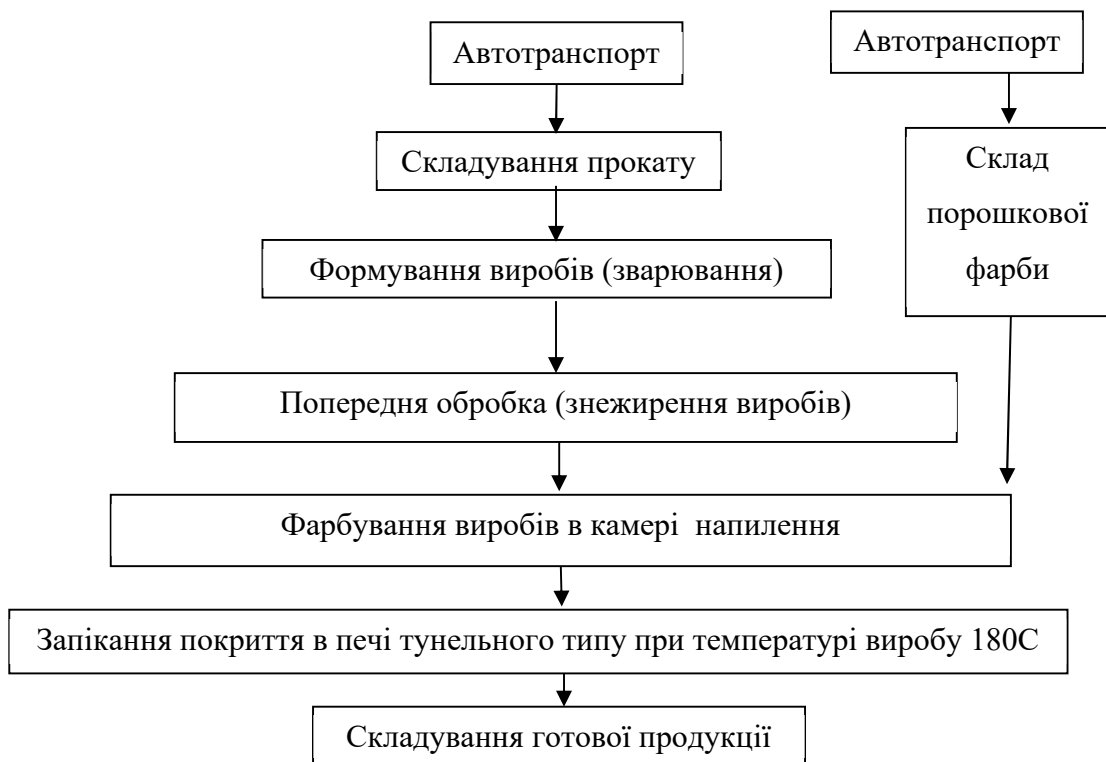 Автотранспорт
Автотранспорт
Складування прокату
Склад
порошкової
фарби
Формування виробів (зварювання)
Попередня обробка (знежирення виробів)
Фарбування виробів в камері напилення
Запікання покриття в печі тунельного типу при температурі виробу 180С
Складування готової продукції